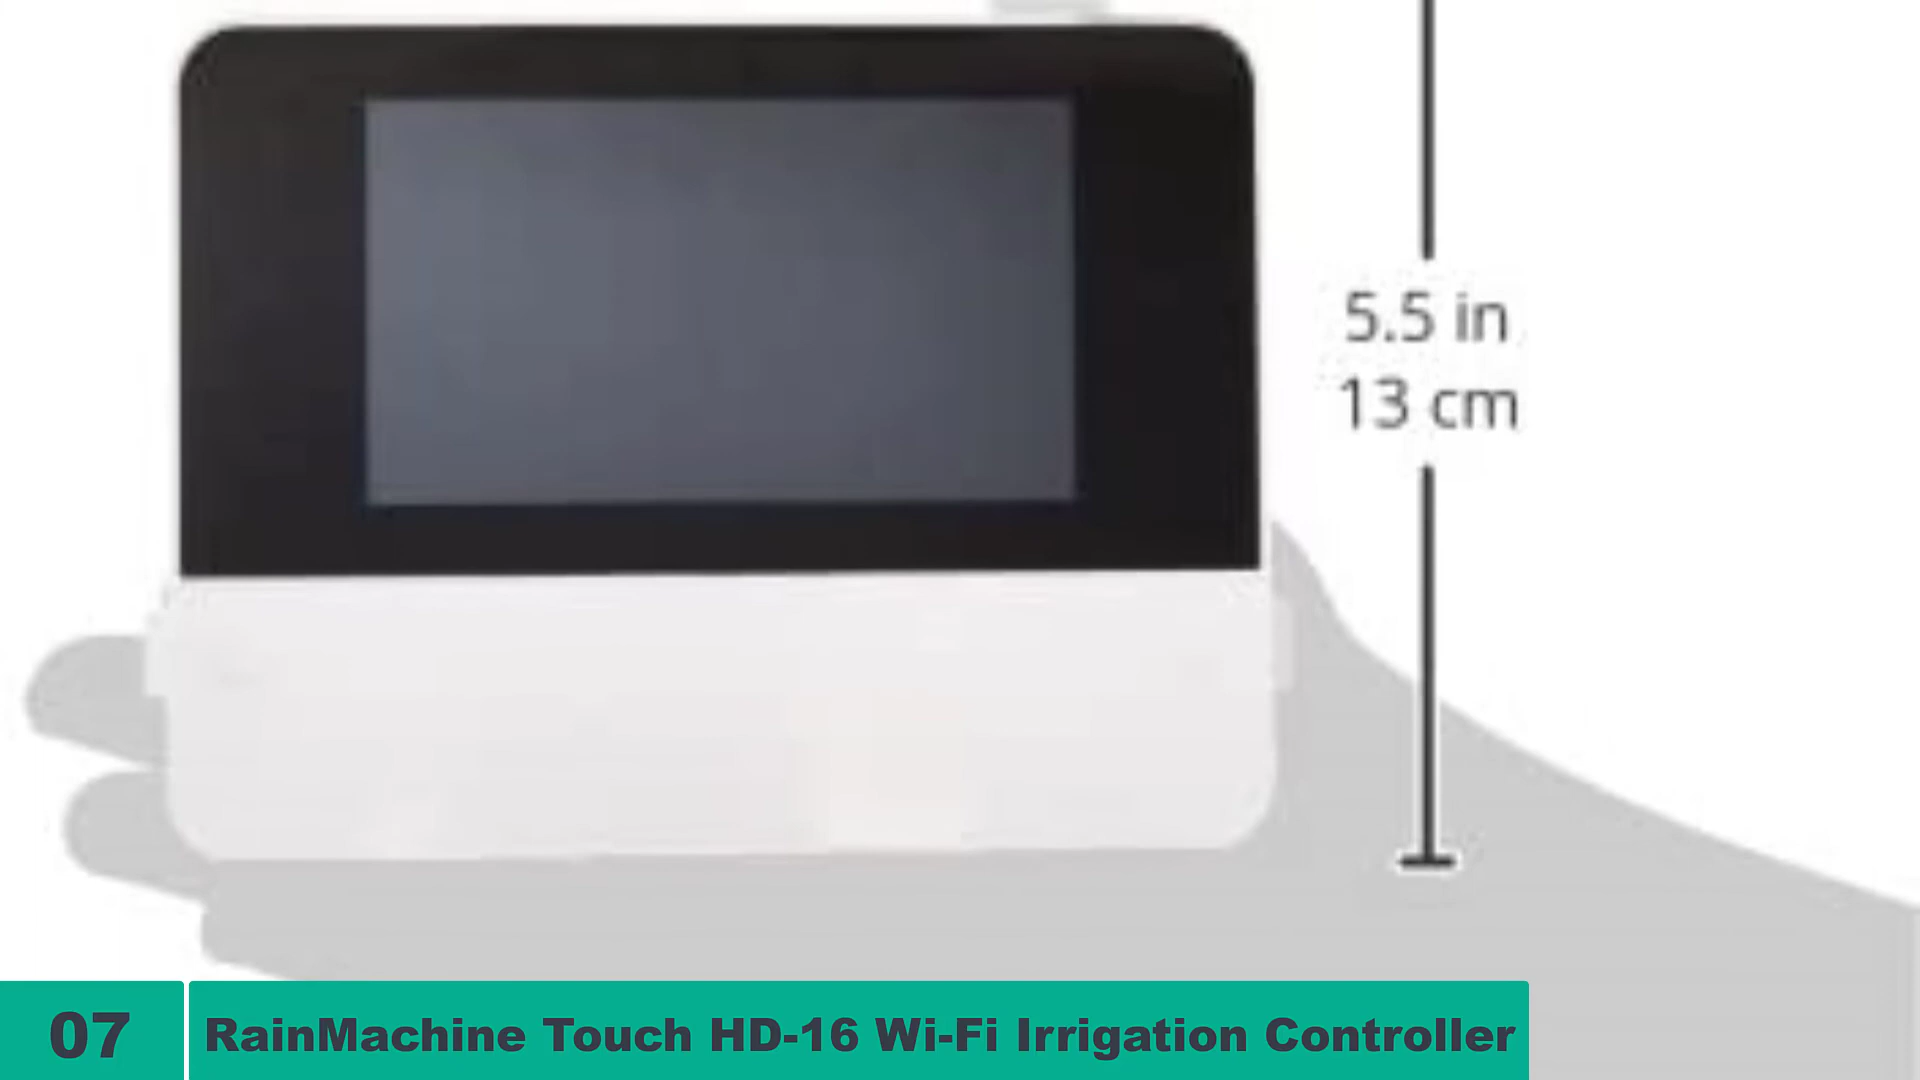 5.5 in
13 cm
07
RainMachine Touch HD-16 Wi-Fi Irrigation Controller